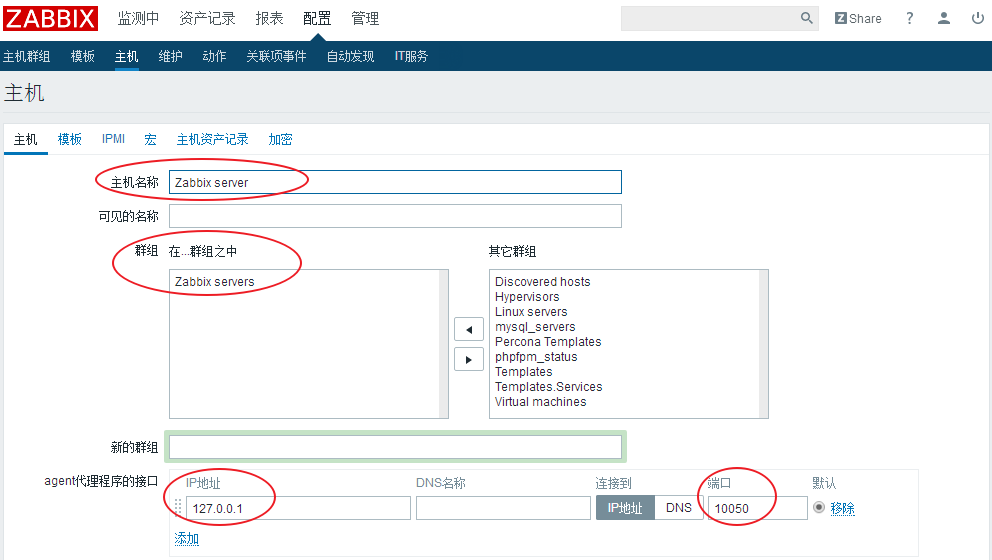 ZABBIX 监测中 资产记录 报表 配置 管理 Z Share ?
主机群组 模板 主机 维护 动作 关联项事件 自动发现 IT服务
主机
主机 模板 IPMI 宏 主机资产记录 加密
主机名称 Zabbix server
可见的名称
群组 在...群组之中 其它群组
Zabbix servers
Discovered hosts
Hypervisors
Linux servers
mysql_servers
Percona Templates
phpfpm_status
Templates
Templates.Services
Virtual machines
新的群组
agent代理程序的接口 IP地址 DNS名称 连接到 端口 默认
127.0.0.1 IP地址 DNS 10050 移除
添加